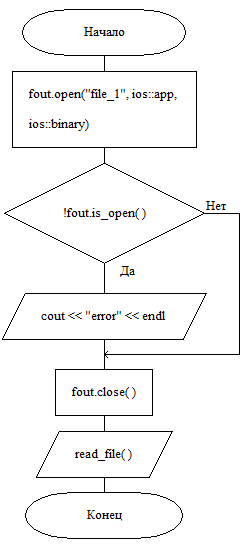 Начало
fout.open("file_1", ios::app,
ios::binary)
!fout.is_open( )
Нет
Да
cout << "error" << endl
fout.close( )
read_file( )
Конец